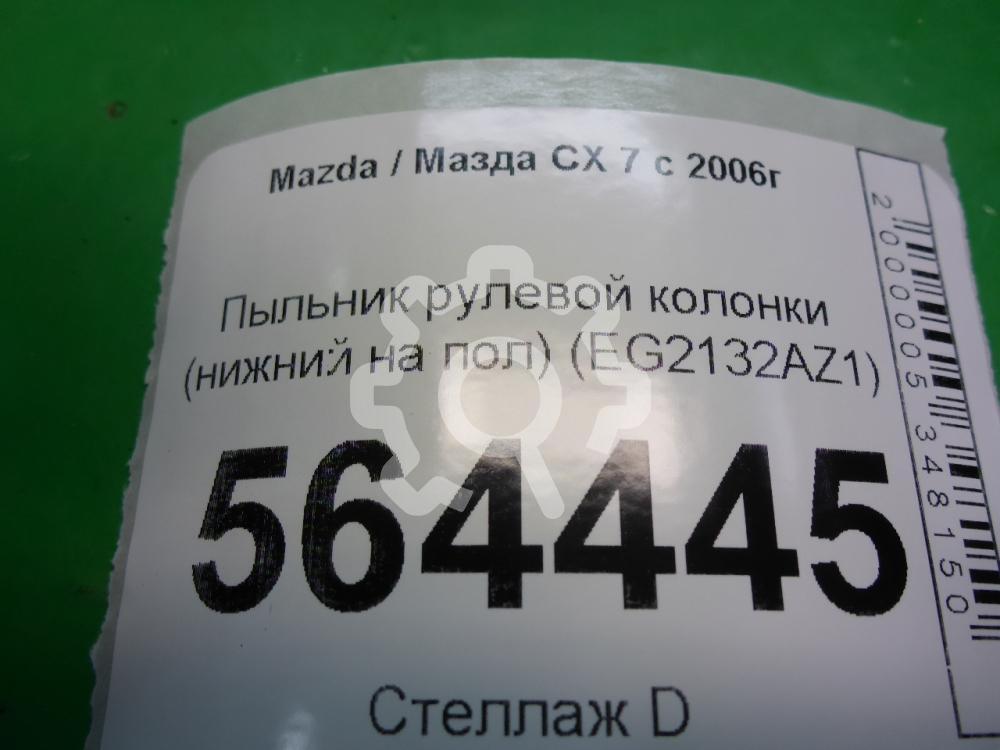 Mazda / Мазда CX 7 с 2006г
Пыльник рулевой колонки
(нижний на пол) (EG2132AZ1)
564445
Стеллаж D
2000005348150